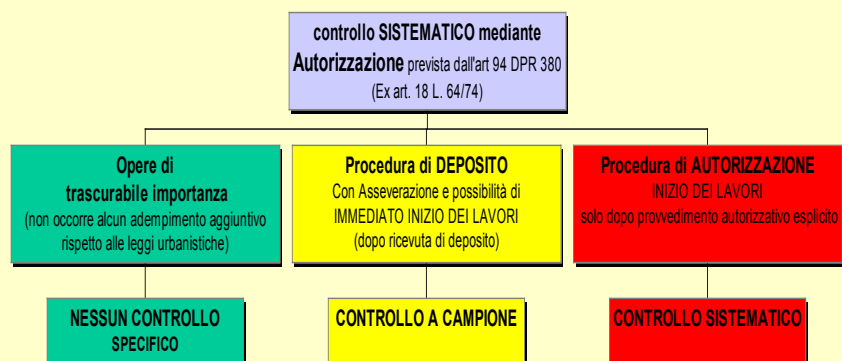 controllo SISTEMATICO mediante
Autorizzazione prevista dall'art 94 DPR 380
(Ex art. 18 L. 64/74)
Opere di
trascurabile importanza
(non occorre alcun adempimento aggiuntivo
rispetto alle leggi urbanistiche)
Procedura di DEPOSITO
Con Asseverazione e possibilità di
IMMEDIATO INIZIO DEI LAVORI
(dopo ricevuta di deposito)
Procedura di AUTORIZZAZIONE
INIZIO DEI LAVORI
solo dopo provvedimento autorizzativo esplicito
NESSUN CONTROLLO
SPECIFICO
CONTROLLO A CAMPIONE
CONTROLLO SISTEMATICO